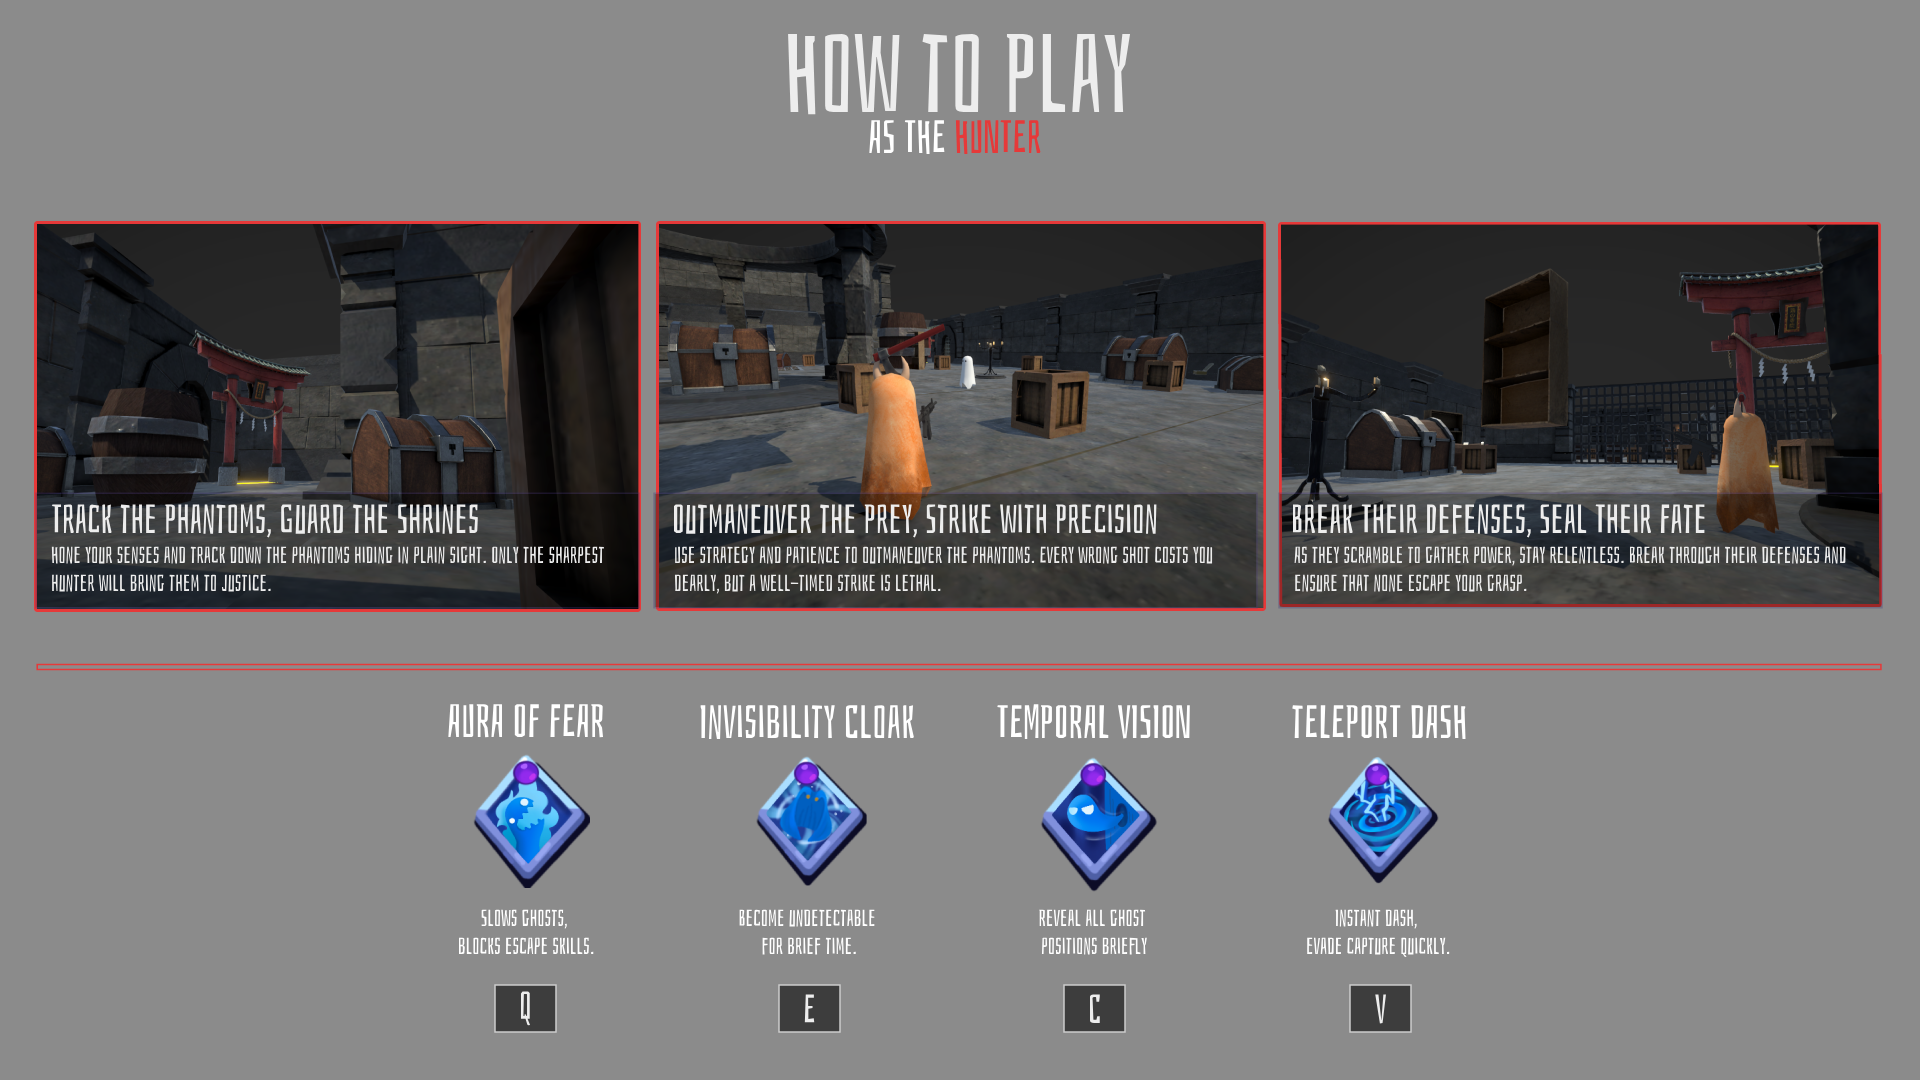 HOW TO PLAY
AS THE HUNTER
TRACK THE PHANTOMS, GUARD THE SHRINES
HONE YOUR SENSES AND TRACK DOWN THE PHANTOMS HIDING IN PLAIN SIGHT. ONLY THE SHARPEST
HUNTER WILL BRING THEM TO JUSTICE.
OUTMANEUVER THE PREY, STRIKE WITH PRECISION
USE STRATEGY AND PATIENCE TO OUTMANEUVER THE PHANTOMS. EVERY WRONG SHOT COSTS YOU
DEARLY, BUT A WELL-TIMED STRIKE IS LETHAL.
BREAK THEIR DEFENSES, SEAL THEIR FATE
AS THEY SCRAMBLE TO GATHER POWER, STAY RELENTLESS. BREAK THROUGH THEIR DEFENSES AND
ENSURE THAT NONE ESCAPE YOUR GRASP.
AURA OF FEAR
SLOWS GHOSTS,
BLOCKS ESCAPE SKILLS.
Q
INVISIBILITY CLOAK
BECOME UNDETECTABLE
FOR BRIEF TIME.
E
TEMPORAL VISION
REVEAL ALL GHOST
POSITIONS BRIEFLY
C
TELEPORT DASH
INSTANT DASH,
EVADE CAPTURE QUICKLY.
V